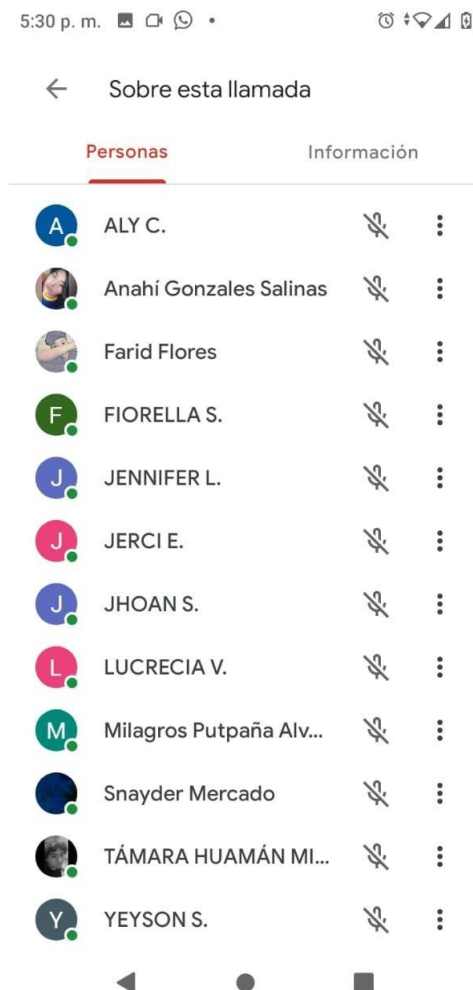 5:30 p. m.
Sobre esta llamada
Personas Información
A ALY C.
Anahí Gonzales Salinas
Farid Flores
F FIORELLA S.
J JENNIFER L.
J JERCI E.
J JHOAN S.
L LUCRECIA V.
M Milagros Putpaña Alv...
Snayder Mercado
TÁMARA HUAMÁN MI...
Y YEYSON S.